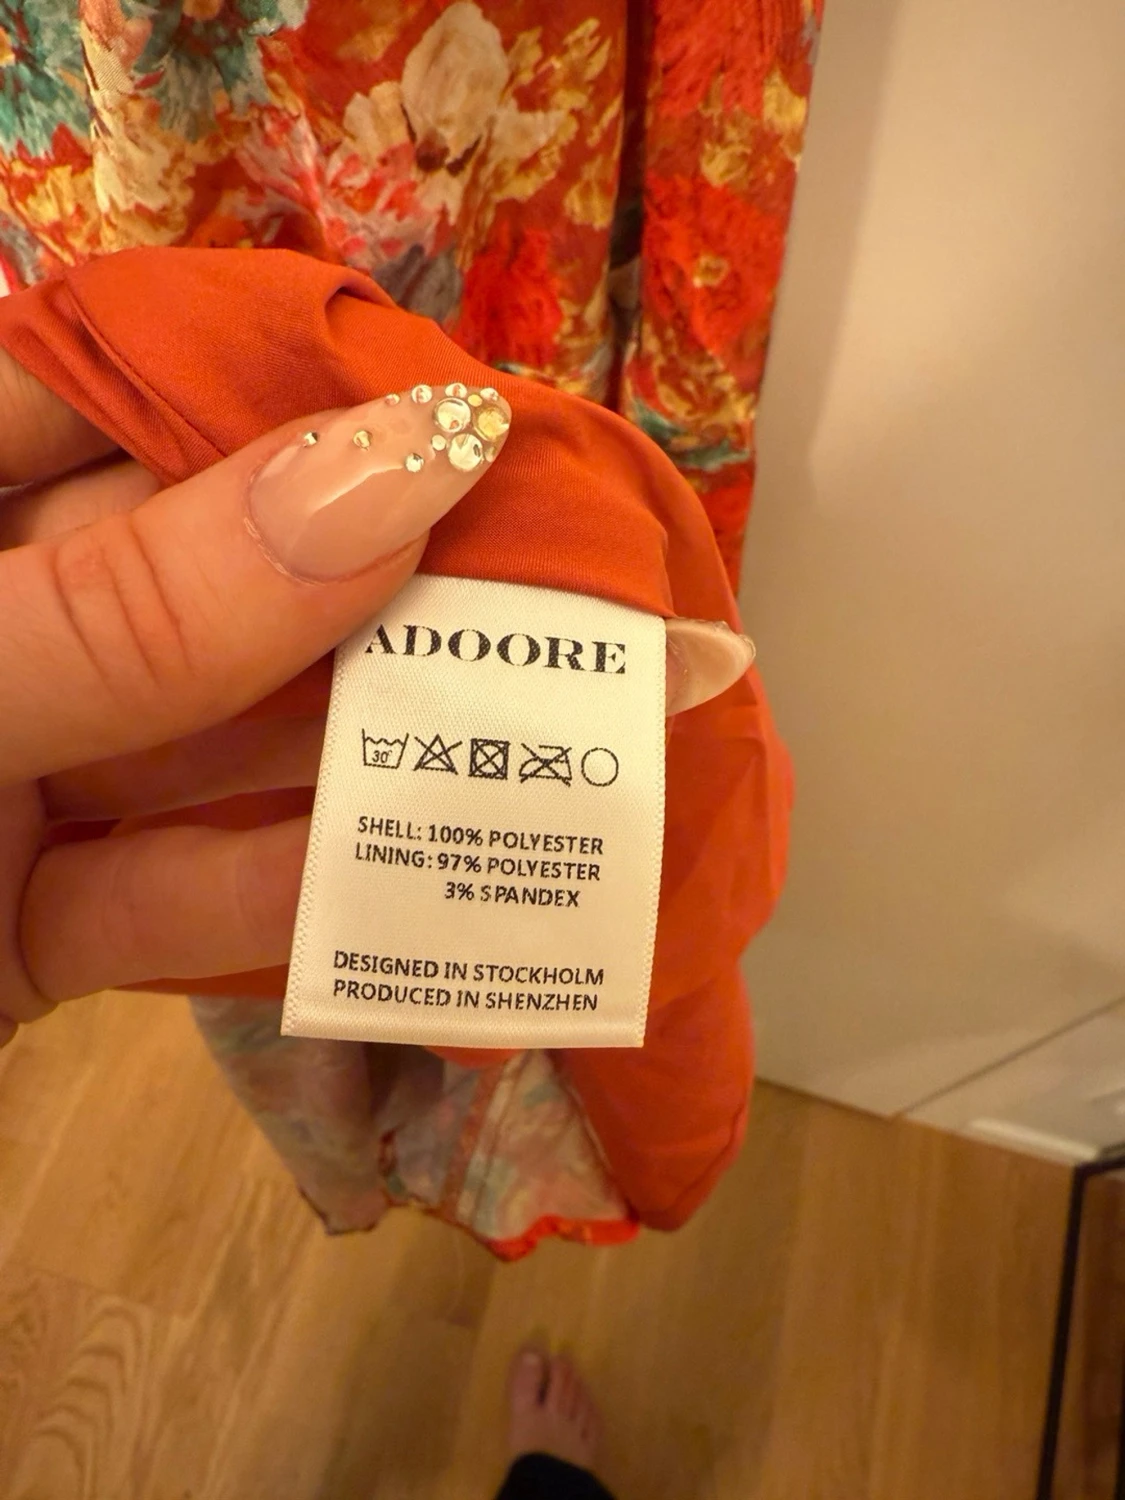 ADOORE
30°
SHELL: 100% POLYESTER
LINING: 97% POLYESTER
3% SPANDEX
DESIGNED IN STOCKHOLM
PRODUCED IN SHENZHEN